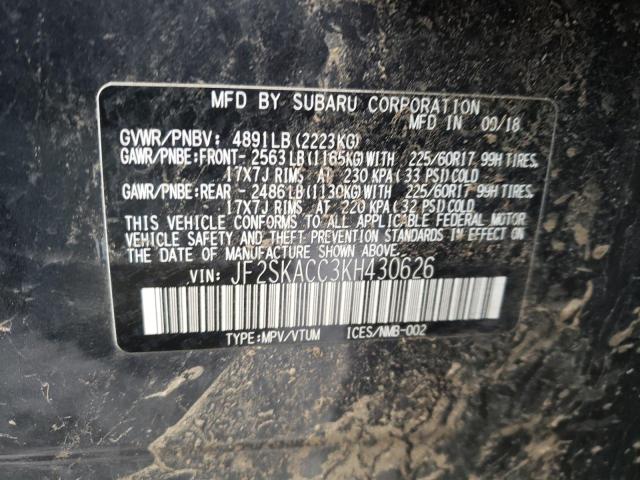 MFD BY SUBARU CORPORATION
MFD IN 09/18
GVWR/PNBV: 4891LB (2223KG)
GAWR/PNBE:FRONT- 2563LB(1165KG)WITH 225/60R17 99H TIRES,
17X7J RIMS AT 230 KPA (33 PSI) COLD
GAWR/PNBE:REAR - 2486LB(1130KG)WITH 225/60R17 99H TIRES,
17X7J RIMS AT 220 KPA (32 PSI) COLD
THIS VEHICLE CONFORMS TO ALL APPLICABLE FEDERAL MOTOR
VEHICLE SAFETY AND THEFT PREVENTION STANDARDS IN EFFECT
ON THE DATE OF MANUFACTURE SHOWN ABOVE.
VIN: JF2SKACC3KH430626
TYPE:MPV/VTUM ICES/NMB-002